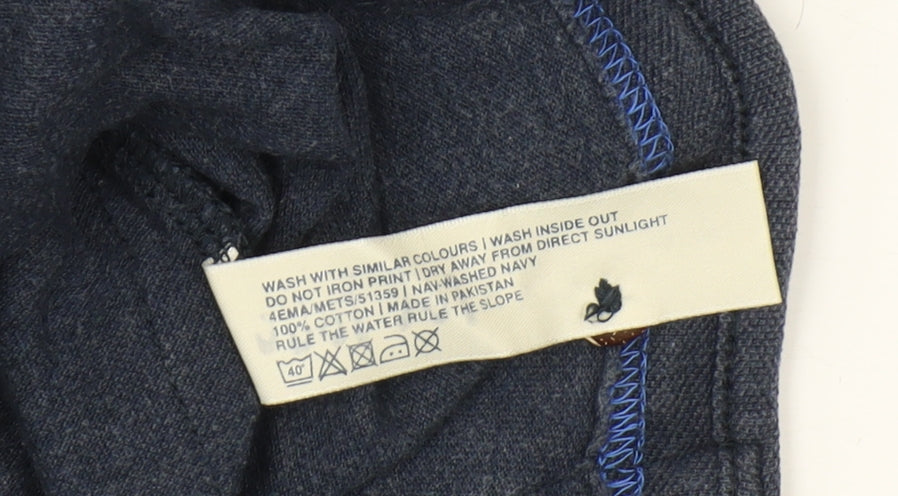 WASH WITH SIMILAR COLOURS | WASH INSIDE OUT
DO NOT IRON PRINT | DRY AWAY FROM DIRECT SUNLIGHT
4EMA/METS/51359 | NAV-WASHED NAVY
100% COTTON | MADE IN PAKISTAN
RULE THE WATER RULE THE SLOPE
40°